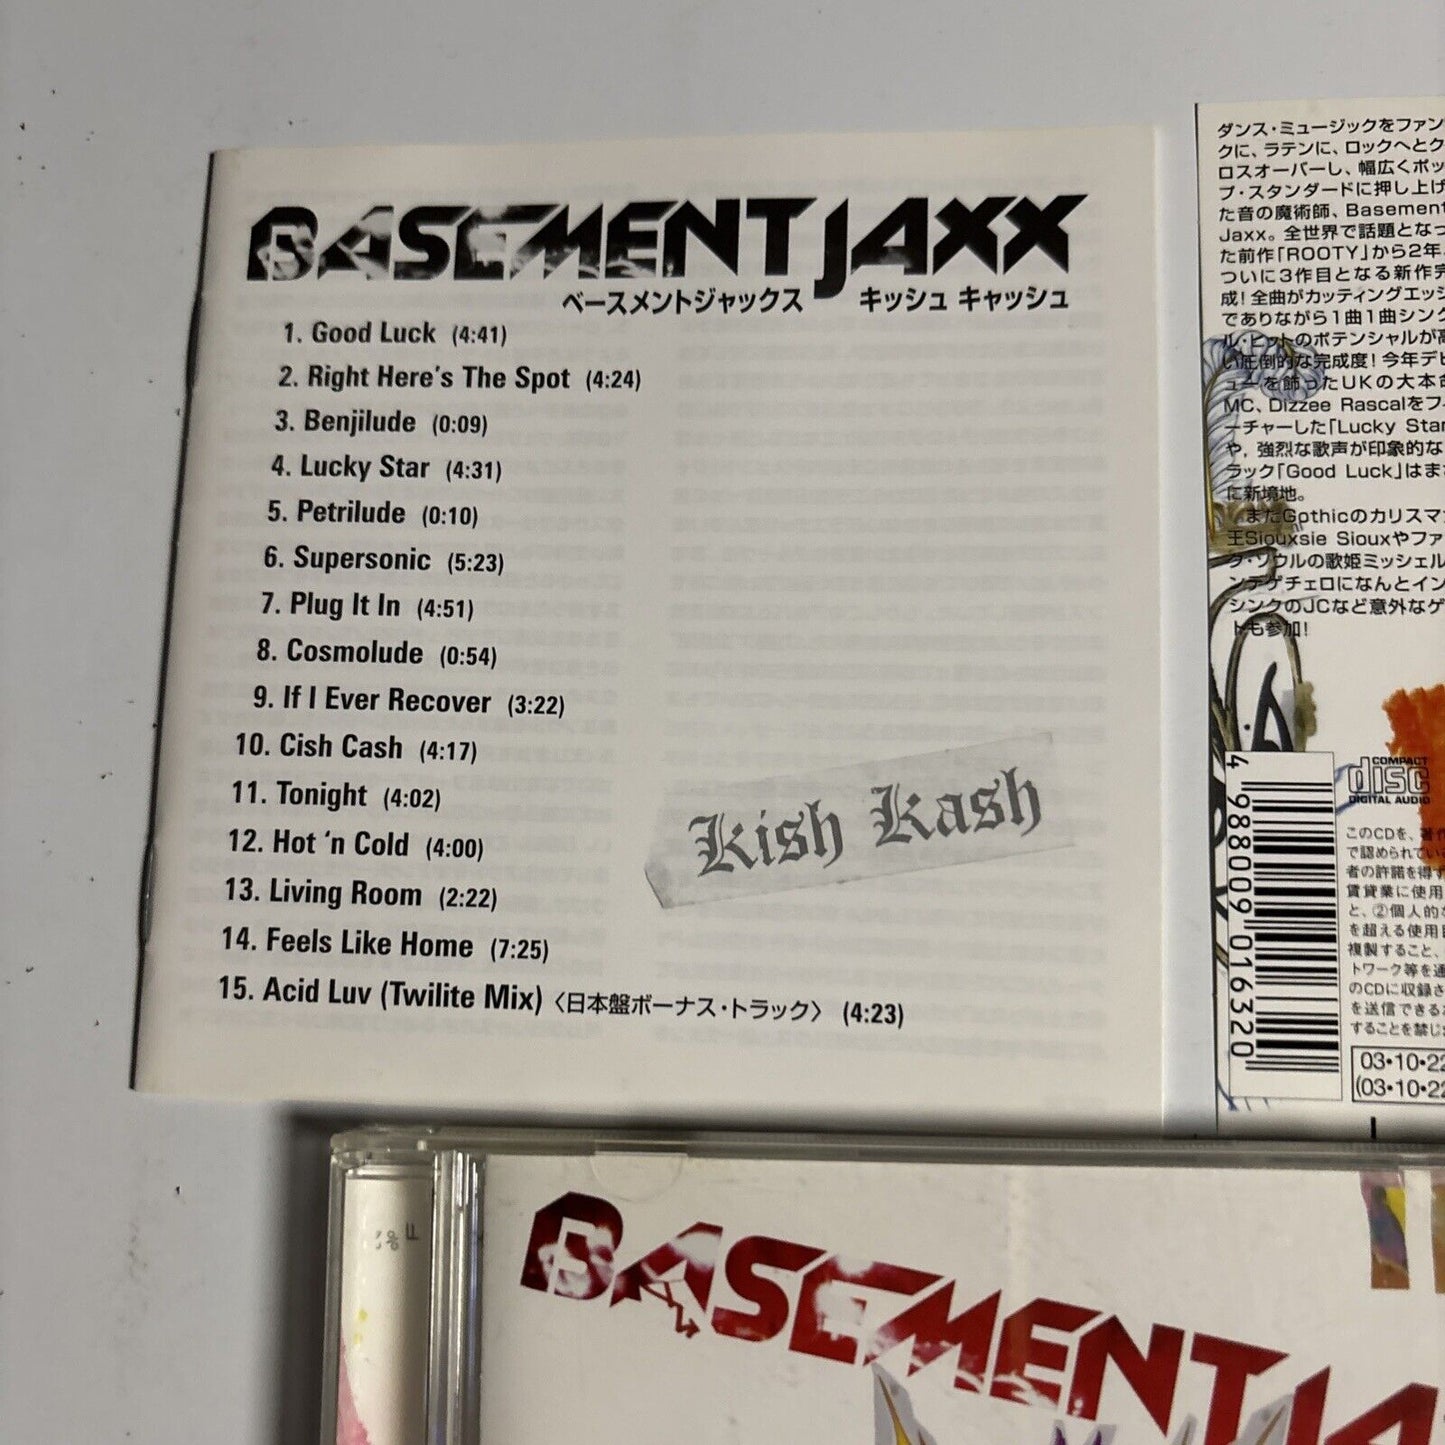 BASEMENT JAXX
ベースメントジャックス キッシュ キャッシュ
1. Good Luck (4:41)
2. Right Here's The Spot (4:24)
3. Benjilude (0:09)
4. Lucky Star (4:31)
5. Petrilude (0:10)
6. Supersonic (5:23)
7. Plug It In (4:51)
8. Cosmolude (0:54)
9. If I Ever Recover (3:22)
10. Cish Cash (4:17)
11. Tonight (4:02)
12. Hot 'n Cold (4:00)
13. Living Room (2:22)
14. Feels Like Home (7:25)
15. Acid Luv (Twilite Mix) 〈日本盤ボーナス・トラック〉 (4:23)
Kish Kash
ダンス・ミュージックをファン
クに、ラテンに、ロックへとク
ロスオーバーし、幅広くポッ
プ・スタンダードに押し上げ
た音の魔術師、Basement
Jaxx。全世界で話題となっ
た前作「ROOTY」から2年、
ついに3作目となる新作完
成!全曲がカッティングエッジ
でありながら1曲1曲シング
ル・ヒットのポテンシャルが高
い圧倒的な完成度!今年デビ
ューを飾ったUKの大本命
MC、Dizzee Rascalをフィ
ーチャーした「Lucky Star
や, 強烈な歌声が印象的な
ラック「Good Luck」はまさ
に新境地。
またGothicのカリスマ
王Siouxsie Siouxやファ
ク・ソウルの歌姫ミッシェル
ンデゲチェロになんとイン
シンクのJCなど意外なゲ
トも参加!
4 988009 016320
COMPACT
disc
DIGITAL AUDIO
このCDを、著作
で認められてい
者の許諾を得ず
賃貸業に使用
と、②個人的な
を超える使用目
複製すること、
トワーク等を通
のCDに収録さ
を送信できる
することを禁じ
03・10・22
(03・10・22
BASEMENT JA